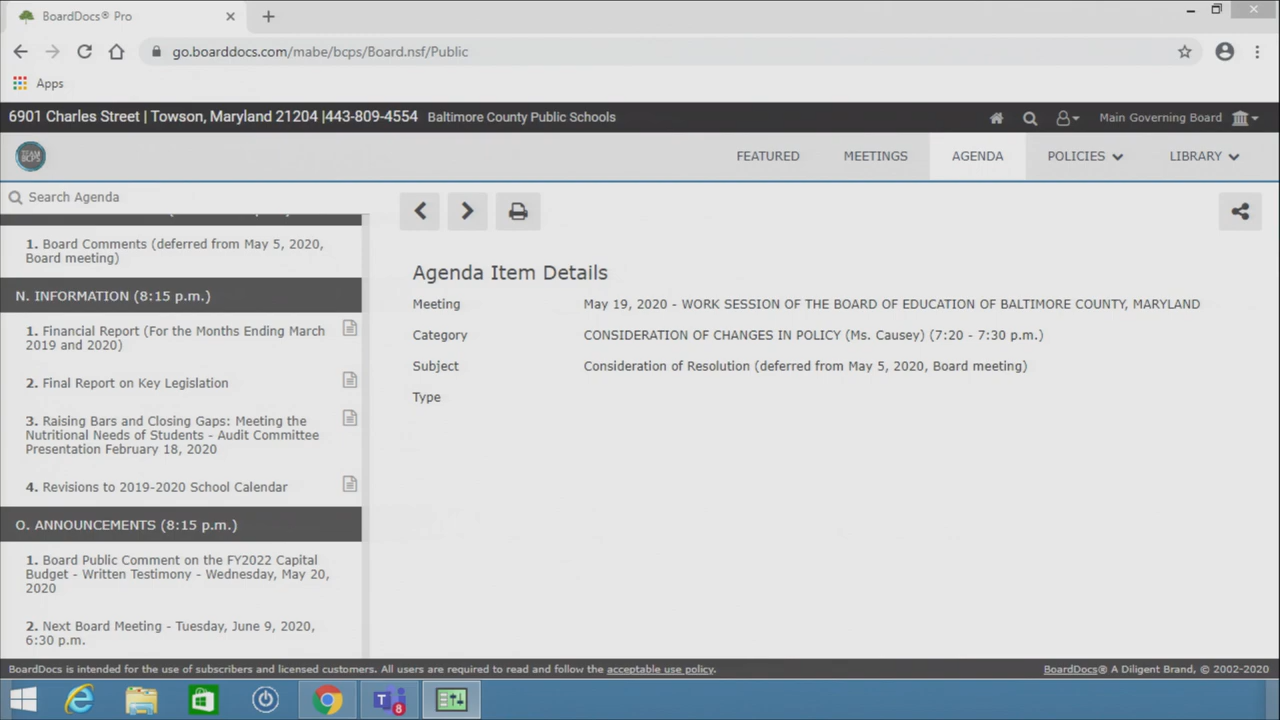 BoardDocs® Pro
go.boarddocs.com/mabe/bcps/Board.nsf/Public
Apps
6901 Charles Street | Towson, Maryland 21204 |443-809-4554 Baltimore County Public Schools
Main Governing Board
TEAM
BCPS
FEATURED MEETINGS AGENDA POLICIES LIBRARY
Search Agenda
1. Board Comments (deferred from May 5, 2020,
Board meeting)
N. INFORMATION (8:15 p.m.)
1. Financial Report (For the Months Ending March
2019 and 2020)
2. Final Report on Key Legislation
3. Raising Bars and Closing Gaps: Meeting the
Nutritional Needs of Students - Audit Committee
Presentation February 18, 2020
4. Revisions to 2019-2020 School Calendar
O. ANNOUNCEMENTS (8:15 p.m.)
1. Board Public Comment on the FY2022 Capital
Budget - Written Testimony - Wednesday, May 20,
2020
2. Next Board Meeting - Tuesday, June 9, 2020,
6:30 p.m.
Agenda Item Details
Meeting May 19, 2020 - WORK SESSION OF THE BOARD OF EDUCATION OF BALTIMORE COUNTY, MARYLAND
Category CONSIDERATION OF CHANGES IN POLICY (Ms. Causey) (7:20 - 7:30 p.m.)
Subject Consideration of Resolution (deferred from May 5, 2020, Board meeting)
Type
BoardDocs is intended for the use of subscribers and licensed customers. All users are required to read and follow the acceptable use policy.
BoardDocs® A Diligent Brand, © 2002-2020
T
8